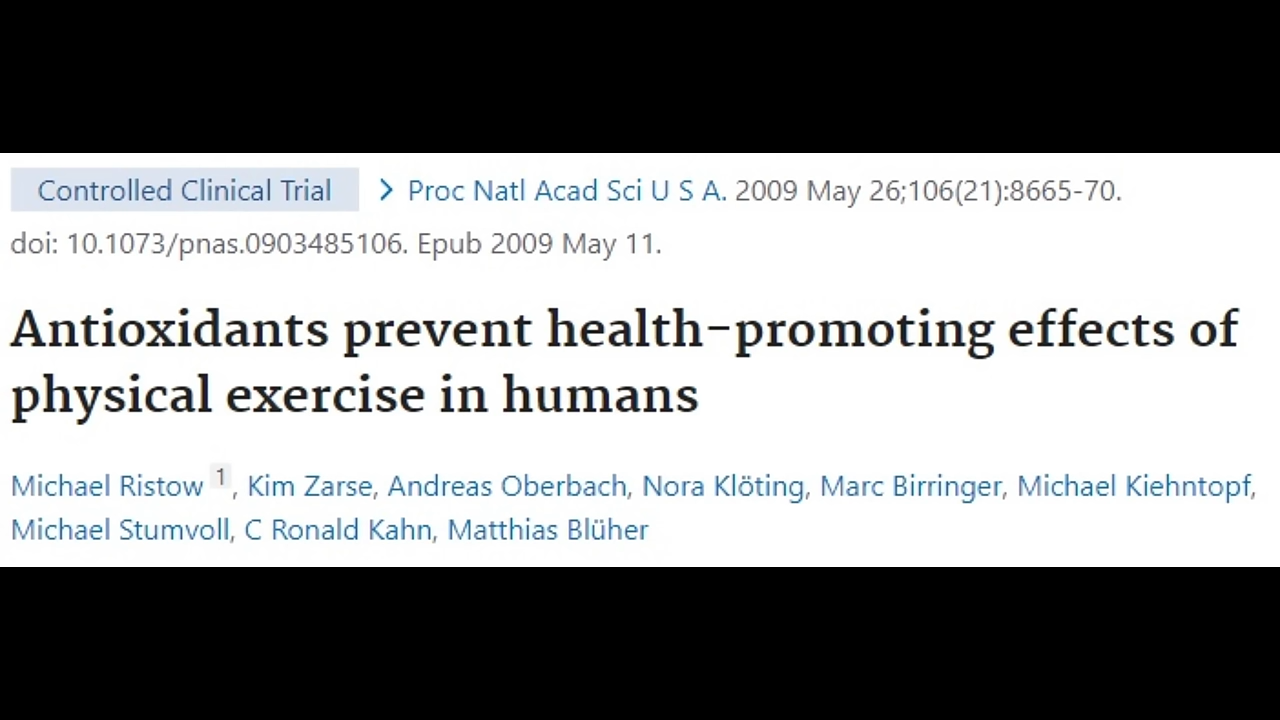 Controlled Clinical Trial > Proc Natl Acad Sci U S A. 2009 May 26;106(21):8665-70.
doi: 10.1073/pnas.0903485106. Epub 2009 May 11.
Antioxidants prevent health-promoting effects of
physical exercise in humans
Michael Ristow 1, Kim Zarse, Andreas Oberbach, Nora Klöting, Marc Birringer, Michael Kiehntopf,
Michael Stumvoll, C Ronald Kahn, Matthias Blüher